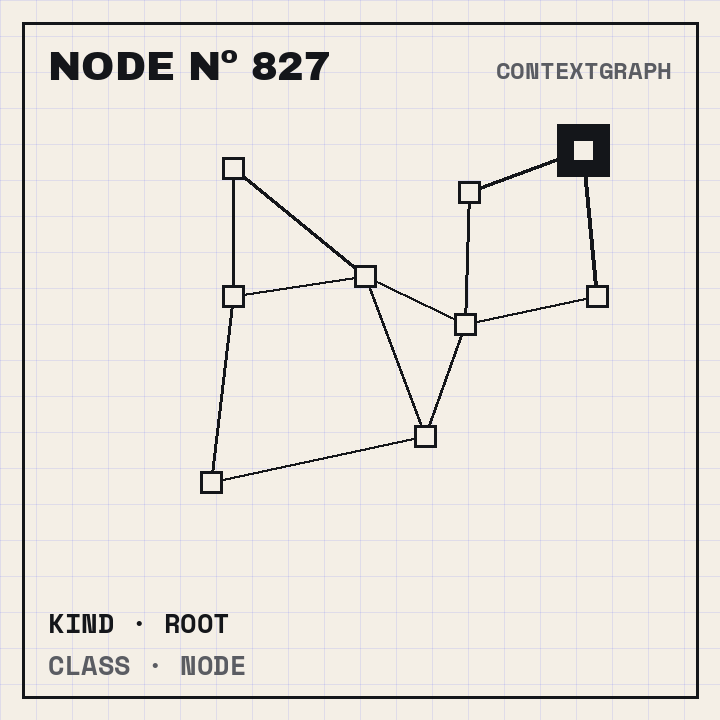 NODE Nº 827
CONTEXTGRAPH
KIND · ROOT
CLASS · NODE